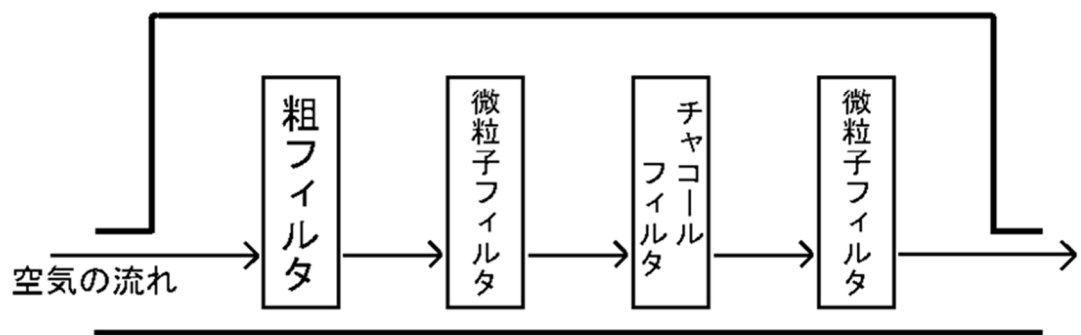 空気の流れ
粗フィルタ
微粒子フィルタ
チャコール
フィルタ
微粒子フィルタ